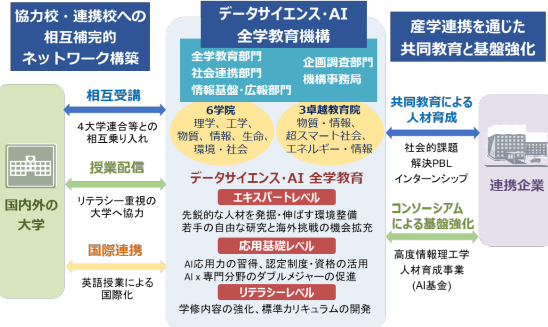 協力校・連携校への
相互補完的
ネットワーク構築
相互受講
4大学連合等との
相互乗り入れ
授業配信
リテラシー重視の
大学へ協力
国際連携
英語授業による
国際化
国内外の
大学
データサイエンス・AI
全学教育機構
全学教育部門
社会連携部門
情報基盤・広報部門
企画調査部門
機構事務局
6学院
理学、工学、
物質、情報、生命、
環境・社会
3卓越教育院
物質・情報、
超スマート社会、
エネルギー・情報
データサイエンス・AI 全学教育
エキスパートレベル
先鋭的な人材を発掘・伸ばす環境整備
若手の自由な研究と海外挑戦の機会拡充
応用基礎レベル
AI応用力の習得、認定制度・資格の活用
AI x 専門分野のダブルメジャーの促進
リテラシーレベル
学修内容の強化、標準カリキュラムの開発
産学連携を通じた
共同教育と基盤強化
共同教育による
人材育成
社会的課題
解決PBL
インターンシップ
コンソーシアム
による基盤強化
高度情報理工学
人材育成事業
(AI基金)
連携企業